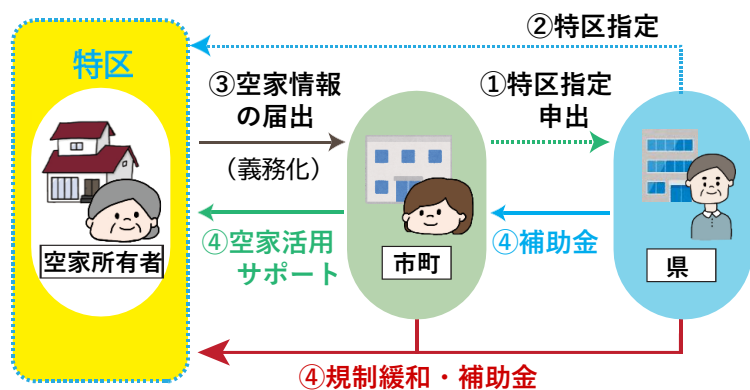 ②特区指定
特区
③空家情報
の届出
(義務化)
①特区指定
申出
④空家活用
サポート
④補助金
空家所有者
市町
県
④規制緩和・補助金